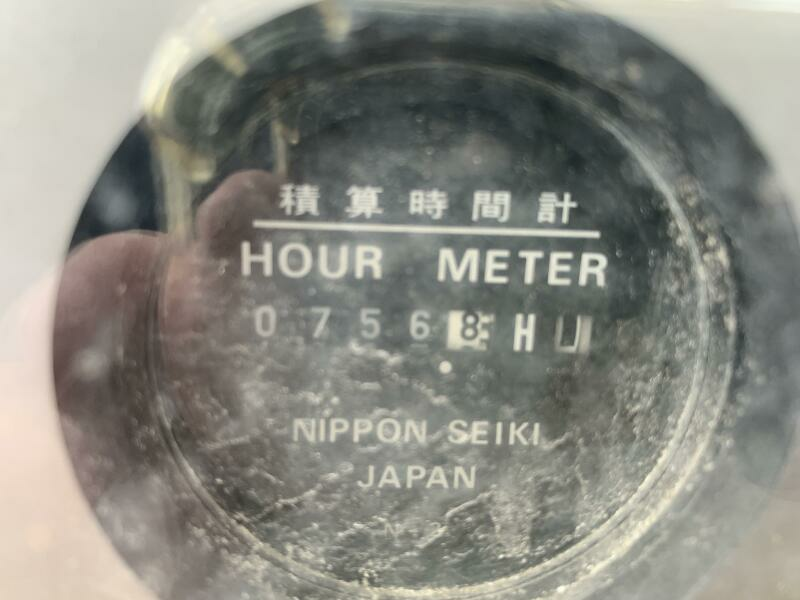 積算時間計
HOUR METER
07568 H
NIPPON SEIKI
JAPAN